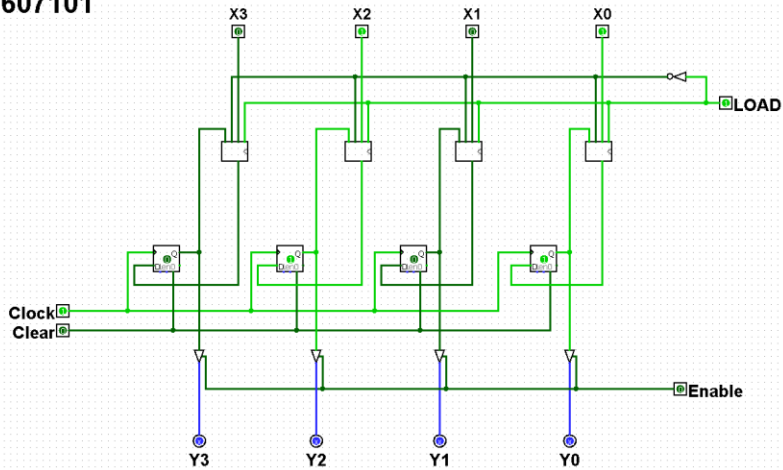 607101
X3 X2 X1 X0
LOAD
Q Q Q Q
Clock
Clear
Enable
Y3 Y2 Y1 Y0